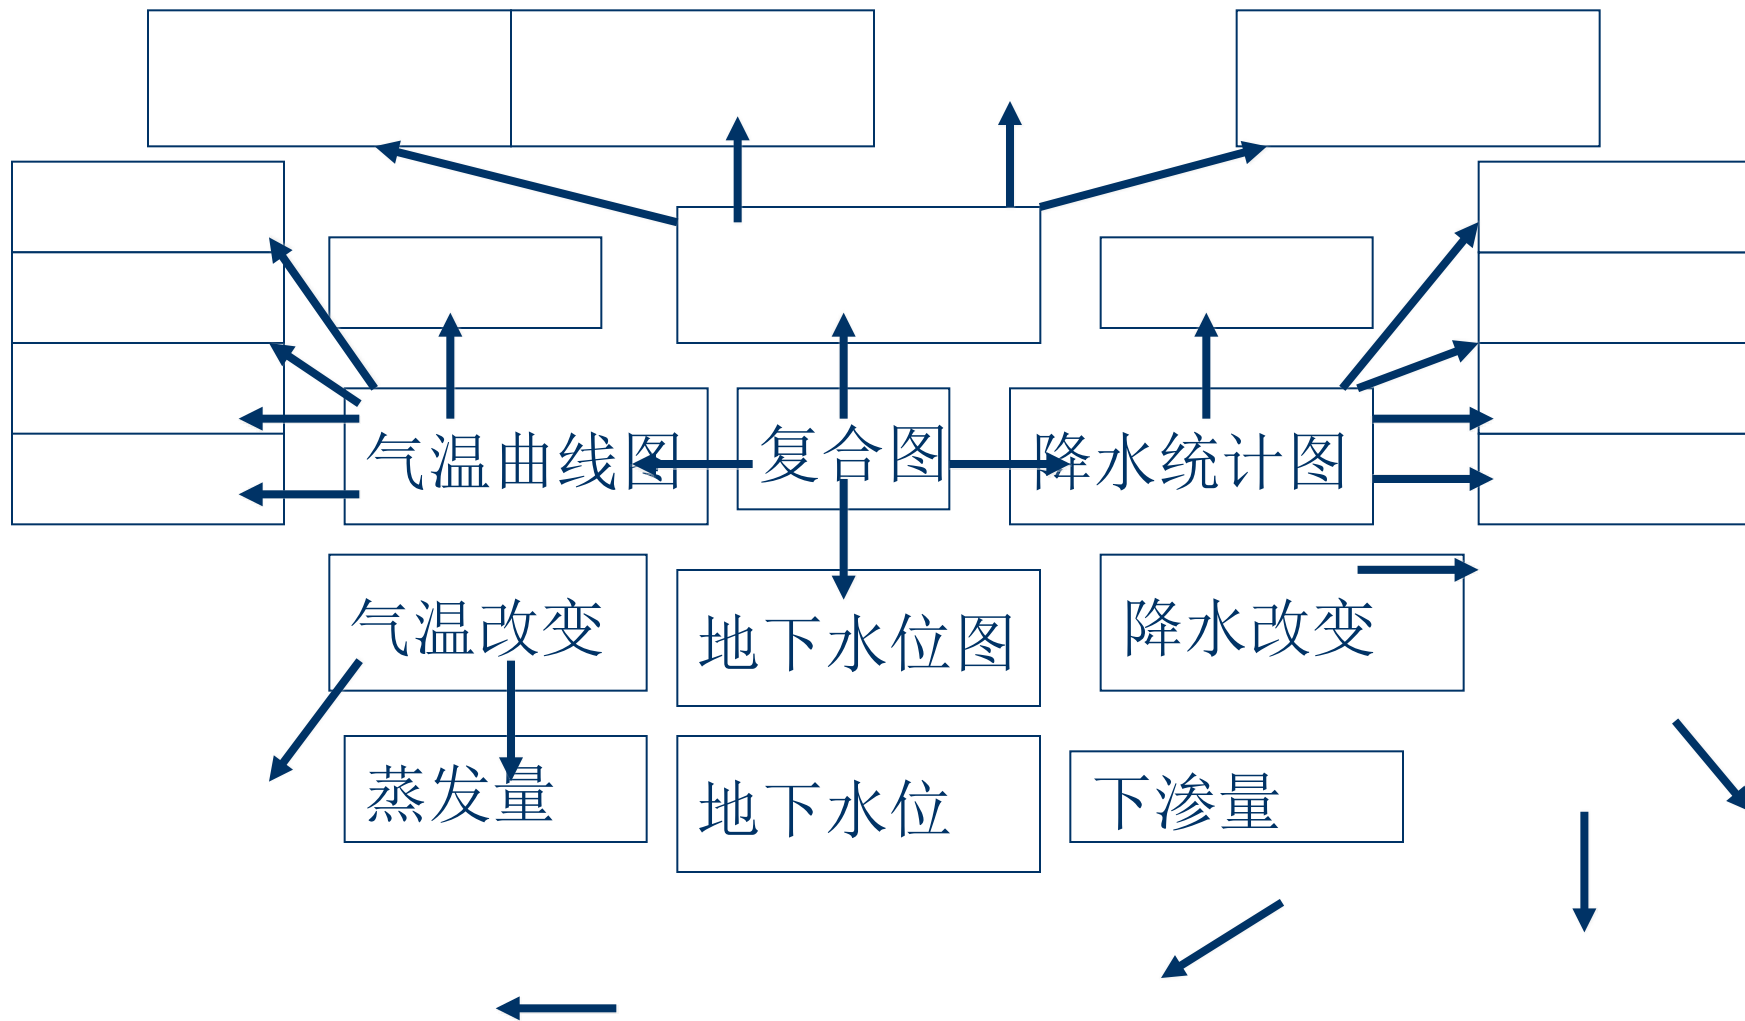 气温曲线图
复合图
降水统计图
气温改变
地下水位图
降水改变
蒸发量
地下水位
下渗量